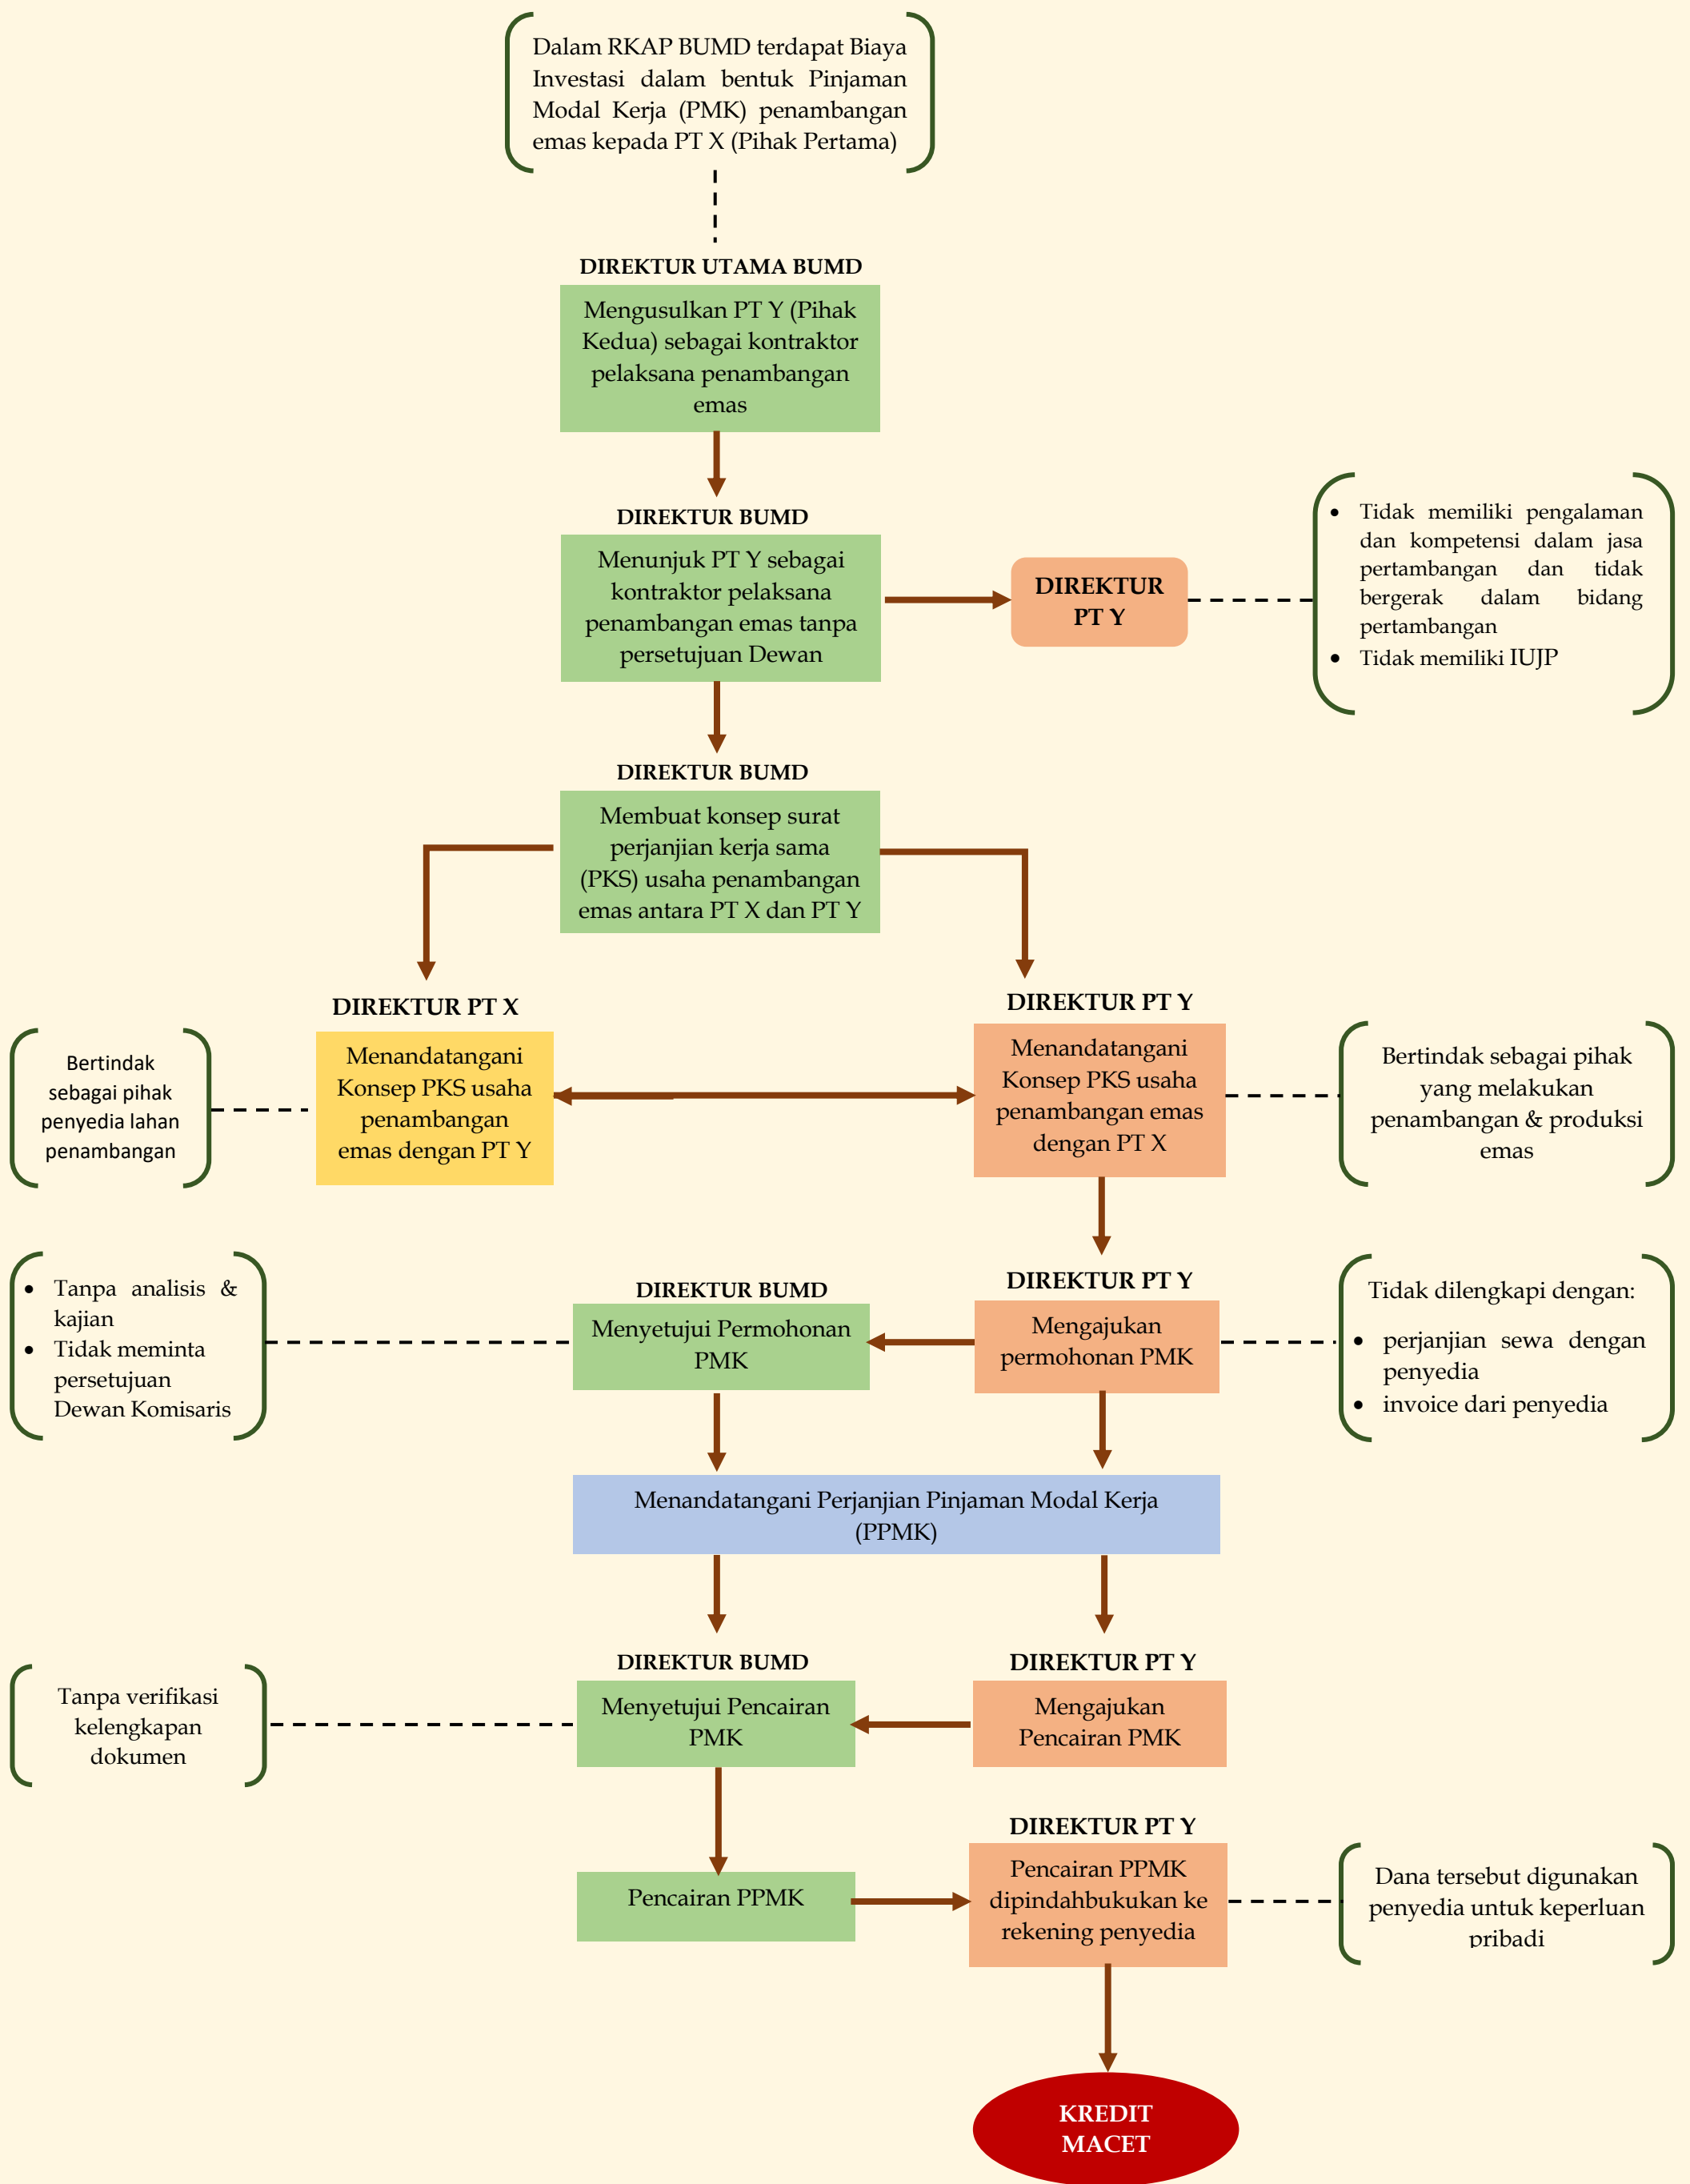 Dalam RKAP BUMD terdapat Biaya
Investasi dalam bentuk Pinjaman
Modal Kerja (PMK) penambangan
emas kepada PT X (Pihak Pertama)
DIREKTUR UTAMA BUMD
Mengusulkan PT Y (Pihak
Kedua) sebagai kontraktor
pelaksana penambangan
emas
DIREKTUR BUMD
Menunjuk PT Y sebagai
kontraktor pelaksana
penambangan emas tanpa
persetujuan Dewan
DIREKTUR
PT Y
• Tidak memiliki pengalaman
dan kompetensi dalam jasa
pertambangan dan tidak
bergerak dalam bidang
pertambangan
• Tidak memiliki IUJP
DIREKTUR BUMD
Membuat konsep surat
perjanjian kerja sama
(PKS) usaha penambangan
emas antara PT X dan PT Y
Bertindak
sebagai pihak
penyedia lahan
penambangan
DIREKTUR PT X
Menandatangani
Konsep PKS usaha
penambangan
emas dengan PT Y
DIREKTUR PT Y
Menandatangani
Konsep PKS usaha
penambangan emas
dengan PT X
Bertindak sebagai pihak
yang melakukan
penambangan & produksi
emas
• Tanpa analisis &
kajian
• Tidak meminta
persetujuan
Dewan Komisaris
DIREKTUR BUMD
Menyetujui Permohonan
PMK
DIREKTUR PT Y
Mengajukan
permohonan PMK
Tidak dilengkapi dengan:
• perjanjian sewa dengan
penyedia
• invoice dari penyedia
Menandatangani Perjanjian Pinjaman Modal Kerja
(PPMK)
Tanpa verifikasi
kelengkapan
dokumen
DIREKTUR BUMD
Menyetujui Pencairan
PMK
DIREKTUR PT Y
Mengajukan
Pencairan PMK
Pencairan PPMK
DIREKTUR PT Y
Pencairan PPMK
dipindahbukukan ke
rekening penyedia
Dana tersebut digunakan
penyedia untuk keperluan
pribadi
KREDIT
MACET